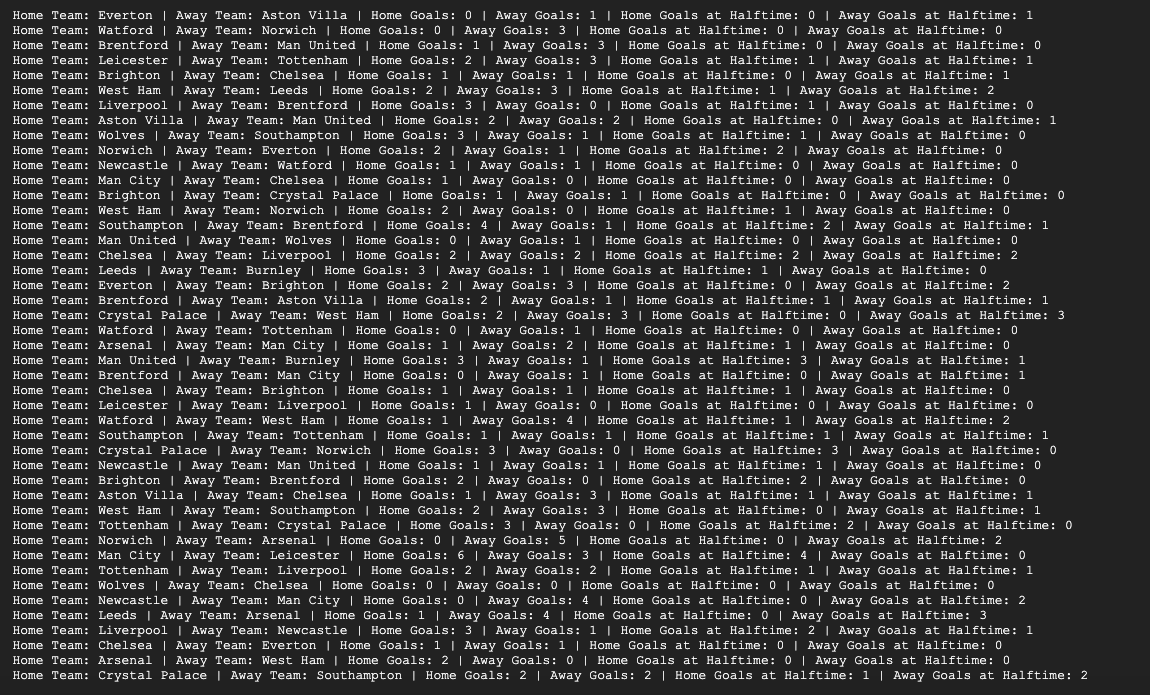 Home Team: Everton | Away Team: Aston Villa | Home Goals: 0 | Away Goals: 1 | Home Goals at Halftime: 0 | Away Goals at Halftime: 1
Home Team: Watford | Away Team: Norwich | Home Goals: 0 | Away Goals: 3 | Home Goals at Halftime: 0 | Away Goals at Halftime: 0
Home Team: Brentford | Away Team: Man United | Home Goals: 1 | Away Goals: 3 | Home Goals at Halftime: 0 | Away Goals at Halftime: 0
Home Team: Leicester | Away Team: Tottenham | Home Goals: 2 | Away Goals: 3 | Home Goals at Halftime: 1 | Away Goals at Halftime: 1
Home Team: Brighton | Away Team: Chelsea | Home Goals: 1 | Away Goals: 1 | Home Goals at Halftime: 0 | Away Goals at Halftime: 1
Home Team: West Ham | Away Team: Leeds | Home Goals: 2 | Away Goals: 3 | Home Goals at Halftime: 1 | Away Goals at Halftime: 2
Home Team: Liverpool | Away Team: Brentford | Home Goals: 3 | Away Goals: 0 | Home Goals at Halftime: 1 | Away Goals at Halftime: 0
Home Team: Aston Villa | Away Team: Man United | Home Goals: 2 | Away Goals: 2 | Home Goals at Halftime: 0 | Away Goals at Halftime: 1
Home Team: Wolves | Away Team: Southampton | Home Goals: 3 | Away Goals: 1 | Home Goals at Halftime: 1 | Away Goals at Halftime: 0
Home Team: Norwich | Away Team: Everton | Home Goals: 2 | Away Goals: 1 | Home Goals at Halftime: 2 | Away Goals at Halftime: 0
Home Team: Newcastle | Away Team: Watford | Home Goals: 1 | Away Goals: 1 | Home Goals at Halftime: 0 | Away Goals at Halftime: 0
Home Team: Man City | Away Team: Chelsea | Home Goals: 1 | Away Goals: 0 | Home Goals at Halftime: 0 | Away Goals at Halftime: 0
Home Team: Brighton | Away Team: Crystal Palace | Home Goals: 1 | Away Goals: 1 | Home Goals at Halftime: 0 | Away Goals at Halftime: 0
Home Team: West Ham | Away Team: Norwich | Home Goals: 2 | Away Goals: 0 | Home Goals at Halftime: 1 | Away Goals at Halftime: 0
Home Team: Southampton | Away Team: Brentford | Home Goals: 4 | Away Goals: 1 | Home Goals at Halftime: 2 | Away Goals at Halftime: 1
Home Team: Man United | Away Team: Wolves | Home Goals: 0 | Away Goals: 1 | Home Goals at Halftime: 0 | Away Goals at Halftime: 0
Home Team: Chelsea | Away Team: Liverpool | Home Goals: 2 | Away Goals: 2 | Home Goals at Halftime: 2 | Away Goals at Halftime: 2
Home Team: Leeds | Away Team: Burnley | Home Goals: 3 | Away Goals: 1 | Home Goals at Halftime: 1 | Away Goals at Halftime: 0
Home Team: Everton | Away Team: Brighton | Home Goals: 2 | Away Goals: 3 | Home Goals at Halftime: 0 | Away Goals at Halftime: 2
Home Team: Brentford | Away Team: Aston Villa | Home Goals: 2 | Away Goals: 1 | Home Goals at Halftime: 1 | Away Goals at Halftime: 1
Home Team: Crystal Palace | Away Team: West Ham | Home Goals: 2 | Away Goals: 3 | Home Goals at Halftime: 0 | Away Goals at Halftime: 3
Home Team: Watford | Away Team: Tottenham | Home Goals: 0 | Away Goals: 1 | Home Goals at Halftime: 0 | Away Goals at Halftime: 0
Home Team: Arsenal | Away Team: Man City | Home Goals: 1 | Away Goals: 2 | Home Goals at Halftime: 1 | Away Goals at Halftime: 0
Home Team: Man United | Away Team: Burnley | Home Goals: 3 | Away Goals: 1 | Home Goals at Halftime: 3 | Away Goals at Halftime: 1
Home Team: Brentford | Away Team: Man City | Home Goals: 0 | Away Goals: 1 | Home Goals at Halftime: 0 | Away Goals at Halftime: 1
Home Team: Chelsea | Away Team: Brighton | Home Goals: 1 | Away Goals: 1 | Home Goals at Halftime: 1 | Away Goals at Halftime: 0
Home Team: Leicester | Away Team: Liverpool | Home Goals: 1 | Away Goals: 0 | Home Goals at Halftime: 0 | Away Goals at Halftime: 0
Home Team: Watford | Away Team: West Ham | Home Goals: 1 | Away Goals: 4 | Home Goals at Halftime: 1 | Away Goals at Halftime: 2
Home Team: Southampton | Away Team: Tottenham | Home Goals: 1 | Away Goals: 1 | Home Goals at Halftime: 1 | Away Goals at Halftime: 1
Home Team: Crystal Palace | Away Team: Norwich | Home Goals: 3 | Away Goals: 0 | Home Goals at Halftime: 3 | Away Goals at Halftime: 0
Home Team: Newcastle | Away Team: Man United | Home Goals: 1 | Away Goals: 1 | Home Goals at Halftime: 1 | Away Goals at Halftime: 0
Home Team: Brighton | Away Team: Brentford | Home Goals: 2 | Away Goals: 0 | Home Goals at Halftime: 2 | Away Goals at Halftime: 0
Home Team: Aston Villa | Away Team: Chelsea | Home Goals: 1 | Away Goals: 3 | Home Goals at Halftime: 1 | Away Goals at Halftime: 1
Home Team: West Ham | Away Team: Southampton | Home Goals: 2 | Away Goals: 3 | Home Goals at Halftime: 0 | Away Goals at Halftime: 1
Home Team: Tottenham | Away Team: Crystal Palace | Home Goals: 3 | Away Goals: 0 | Home Goals at Halftime: 2 | Away Goals at Halftime: 0
Home Team: Norwich | Away Team: Arsenal | Home Goals: 0 | Away Goals: 5 | Home Goals at Halftime: 0 | Away Goals at Halftime: 2
Home Team: Man City | Away Team: Leicester | Home Goals: 6 | Away Goals: 3 | Home Goals at Halftime: 4 | Away Goals at Halftime: 0
Home Team: Tottenham | Away Team: Liverpool | Home Goals: 2 | Away Goals: 2 | Home Goals at Halftime: 1 | Away Goals at Halftime: 1
Home Team: Wolves | Away Team: Chelsea | Home Goals: 0 | Away Goals: 0 | Home Goals at Halftime: 0 | Away Goals at Halftime: 0
Home Team: Newcastle | Away Team: Man City | Home Goals: 0 | Away Goals: 4 | Home Goals at Halftime: 0 | Away Goals at Halftime: 2
Home Team: Leeds | Away Team: Arsenal | Home Goals: 1 | Away Goals: 4 | Home Goals at Halftime: 0 | Away Goals at Halftime: 3
Home Team: Liverpool | Away Team: Newcastle | Home Goals: 3 | Away Goals: 1 | Home Goals at Halftime: 2 | Away Goals at Halftime: 1
Home Team: Chelsea | Away Team: Everton | Home Goals: 1 | Away Goals: 1 | Home Goals at Halftime: 0 | Away Goals at Halftime: 0
Home Team: Arsenal | Away Team: West Ham | Home Goals: 2 | Away Goals: 0 | Home Goals at Halftime: 0 | Away Goals at Halftime: 0
Home Team: Crystal Palace | Away Team: Southampton | Home Goals: 2 | Away Goals: 2 | Home Goals at Halftime: 1 | Away Goals at Halftime: 2